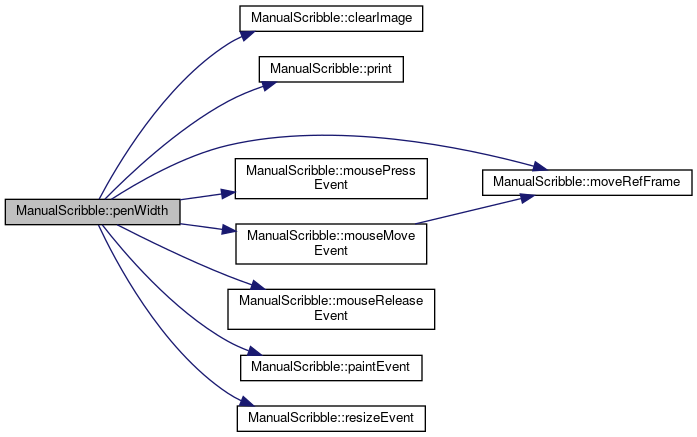 ManualScribble::clearImage
ManualScribble::print
ManualScribble::mousePress
Event
ManualScribble::moveRefFrame
ManualScribble::penWidth
ManualScribble::mouseMove
Event
ManualScribble::mouseRelease
Event
ManualScribble::paintEvent
ManualScribble::resizeEvent